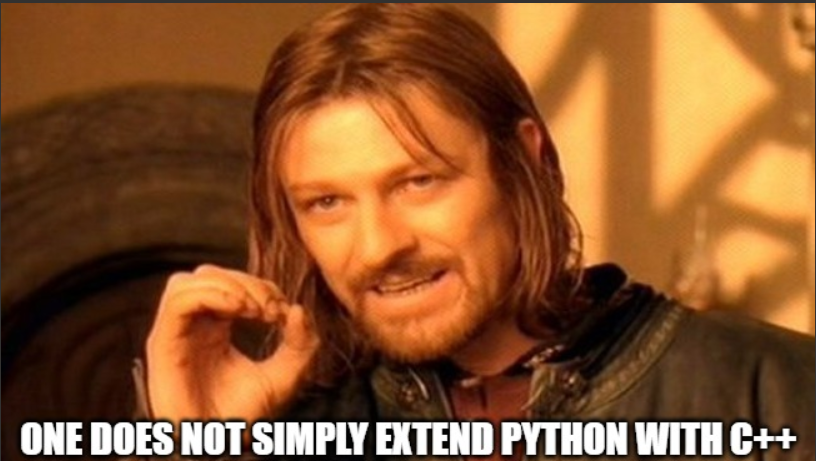 ONE DOES NOT SIMPLY EXTEND PYTHON WITH C++